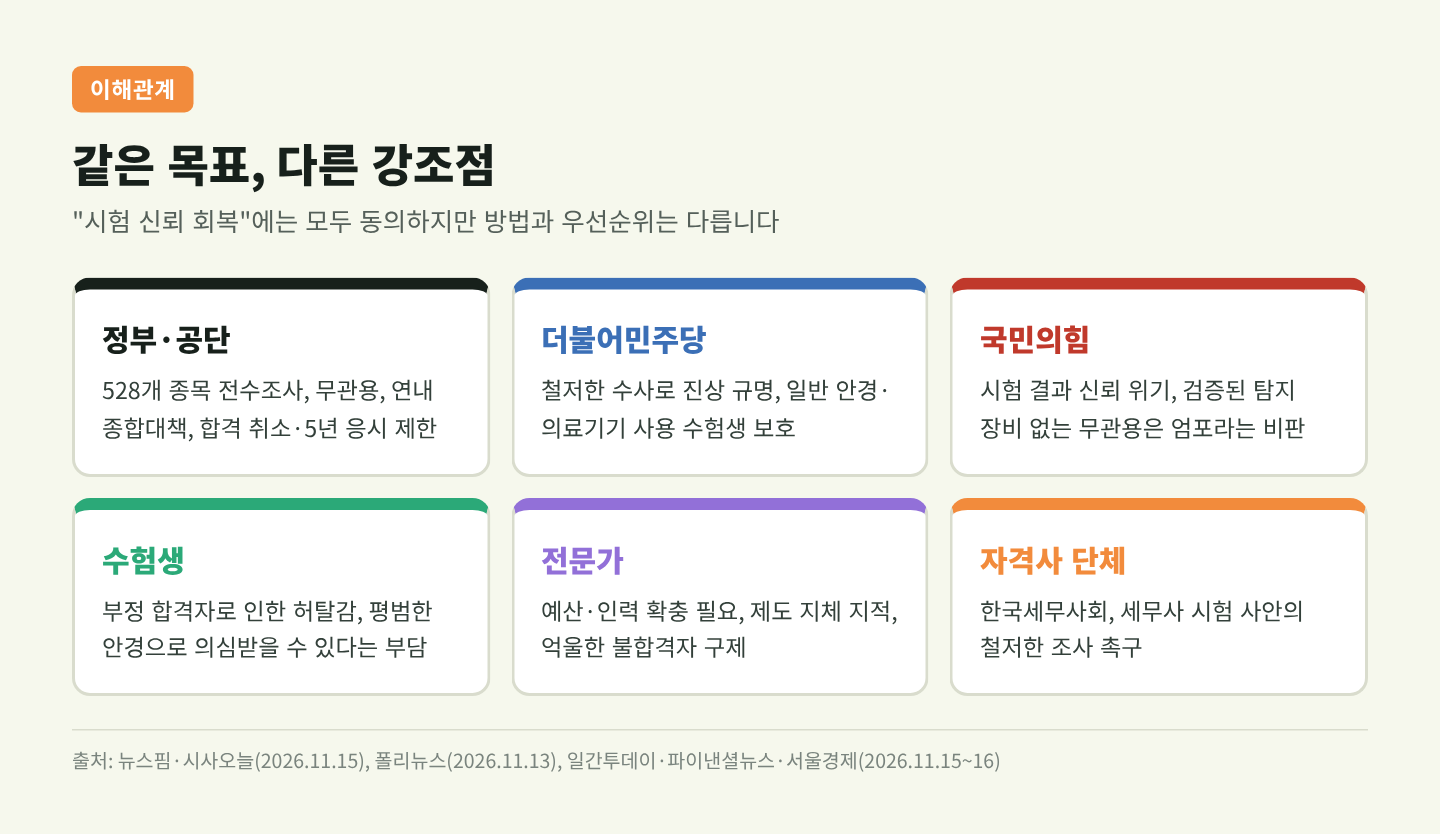 이해관계
같은 목표, 다른 강조점
"시험 신뢰 회복"에는 모두 동의하지만 방법과 우선순위는 다릅니다
정부·공단
528개 종목 전수조사, 무관용, 연내
종합대책, 합격 취소·5년 응시 제한
더불어민주당
철저한 수사로 진상 규명, 일반 안경·
의료기기 사용 수험생 보호
국민의힘
시험 결과 신뢰 위기, 검증된 탐지
장비 없는 무관용은 엄포라는 비판
수험생
부정 합격자로 인한 허탈감, 평범한
안경으로 의심받을 수 있다는 부담
전문가
예산·인력 확충 필요, 제도 지체 지적,
억울한 불합격자 구제
자격사 단체
한국세무사회, 세무사 시험 사안의
철저한 조사 촉구
출처: 뉴스핌·시사오늘(2026.11.15), 폴리뉴스(2026.11.13), 일간투데이·파이낸셜뉴스·서울경제(2026.11.15~16)